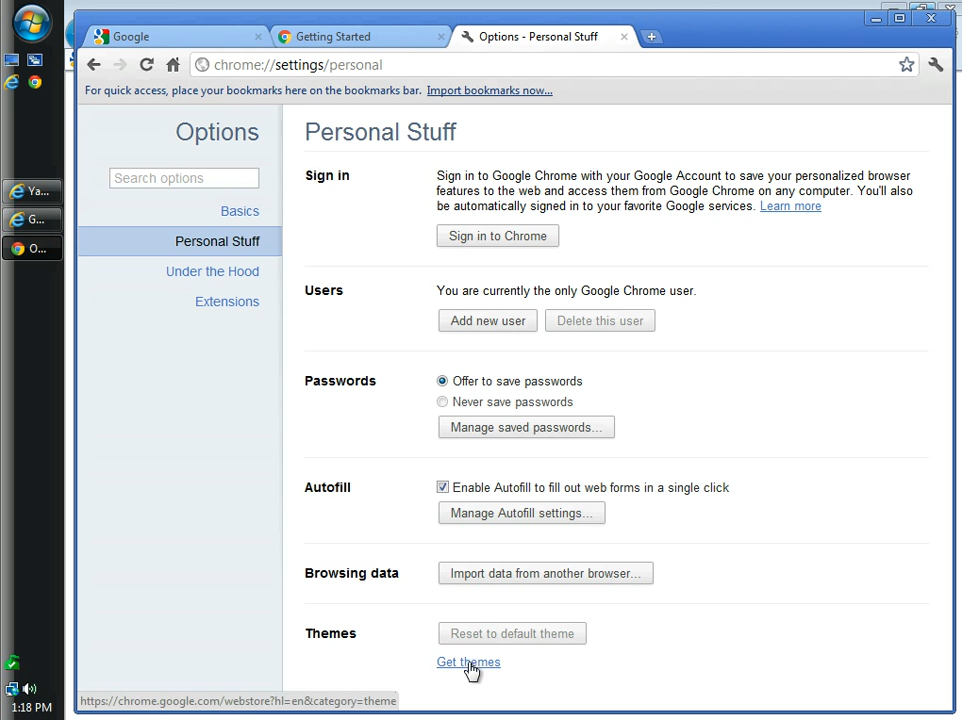 Google
Getting Started
Options - Personal Stuff
chrome://settings/personal
For quick access, place your bookmarks here on the bookmarks bar. Import bookmarks now...
Options
Search options
Basics
Personal Stuff
Under the Hood
Extensions
Personal Stuff
Sign in
Sign in to Google Chrome with your Google Account to save your personalized browser
features to the web and access them from Google Chrome on any computer. You'll also
be automatically signed in to your favorite Google services. Learn more
Sign in to Chrome
Users
You are currently the only Google Chrome user.
Add new user
Delete this user
Passwords
Offer to save passwords
Never save passwords
Manage saved passwords...
Autofill
Enable Autofill to fill out web forms in a single click
Manage Autofill settings...
Browsing data
Import data from another browser...
Themes
Reset to default theme
Get themes
https://chrome.google.com/webstore?hl=en&category=theme
Ya...
G...
O...
1:18 PM